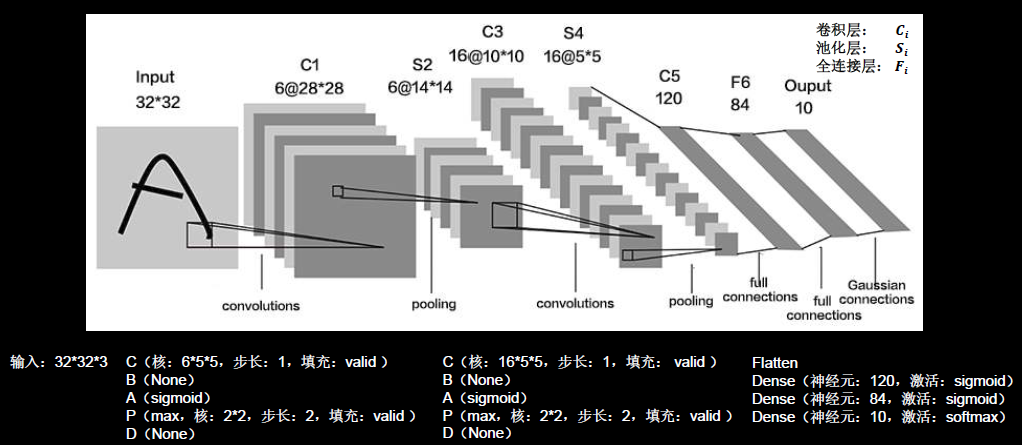 卷积层： Ci
池化层： Si
全连接层： Fi
Input
32*32
C1
6@28*28
S2
6@14*14
C3
16@10*10
S4
16@5*5
C5
120
F6
84
Ouput
10
convolutions
pooling
convolutions
pooling
full
connections
full
connections
Gaussian
connections
输入：32*32*3
C（核：6*5*5，步长：1，填充：valid ）
B（None）
A（sigmoid）
P（max，核：2*2，步长：2，填充：valid ）
D（None）
C（核：16*5*5，步长：1，填充： valid ）
B（None）
A（sigmoid）
P（max，核：2*2，步长：2，填充：valid ）
D（None）
Flatten
Dense（神经元：120，激活：sigmoid）
Dense（神经元：84，激活：sigmoid）
Dense（神经元：10，激活：softmax）